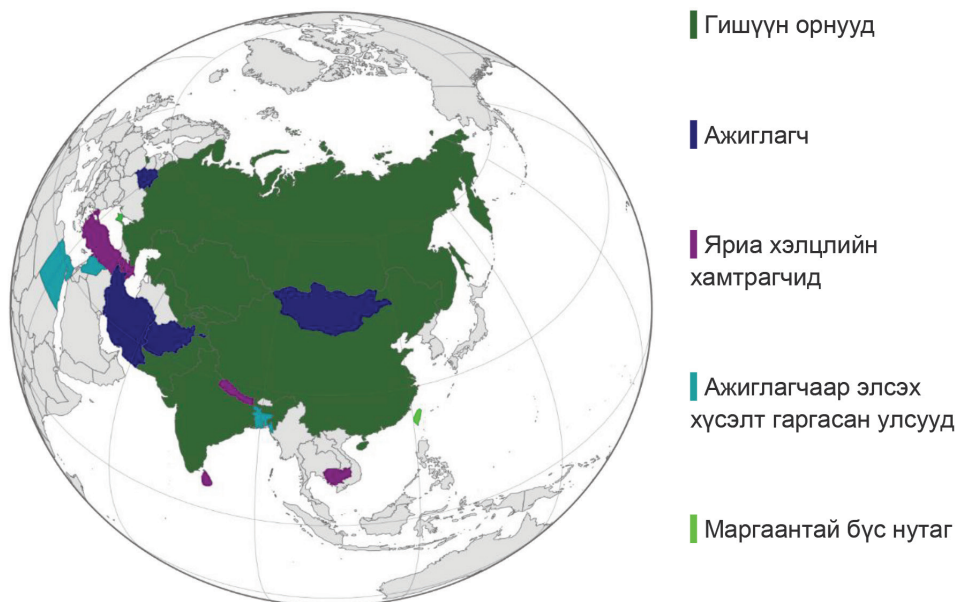 Гишүүн орнууд
Ажиглагч
Яриа хэлцлийн
хамтрагчид
Ажиглагчаар элсэх
хүсэлт гаргасан улсууд
Маргаантай бүс нутаг